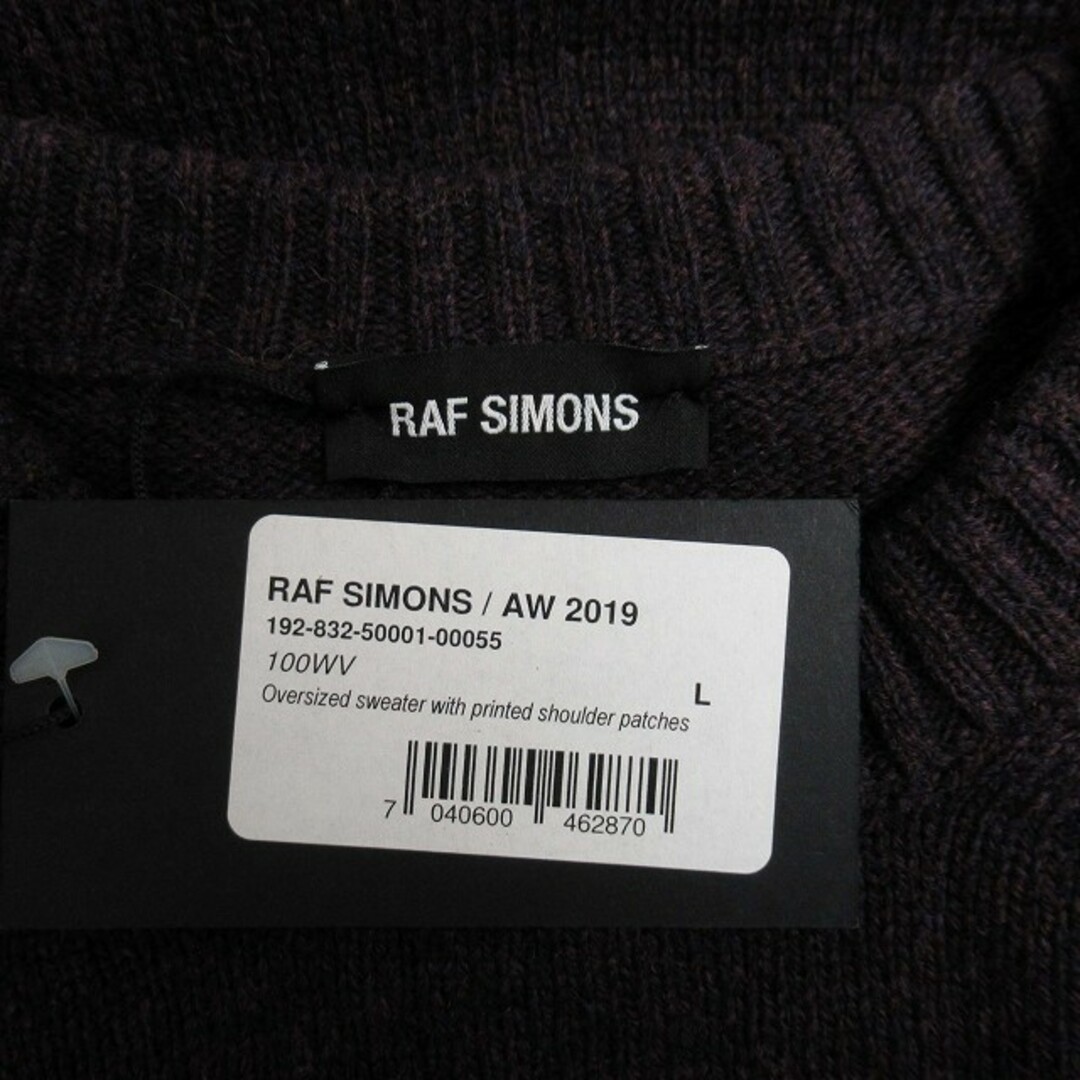 RAF SIMONS
RAF SIMONS / AW 2019
192-832-50001-00055
100WV
L
Oversized sweater with printed shoulder patches
7 040600 462870